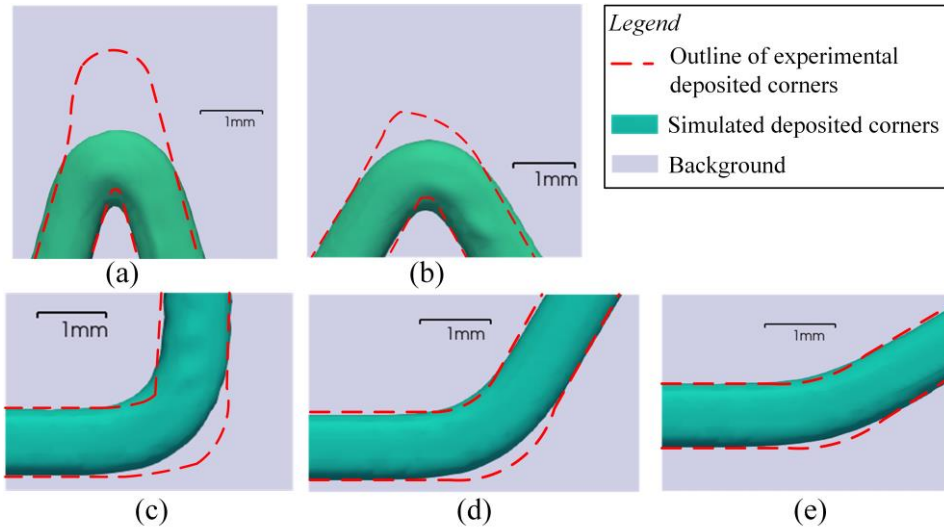 Legend
Outline of experimental
deposited corners
Simulated deposited corners
Background
1mm
1mm
(a)
(b)
1mm
1mm
1mm
(c)
(d)
(e)